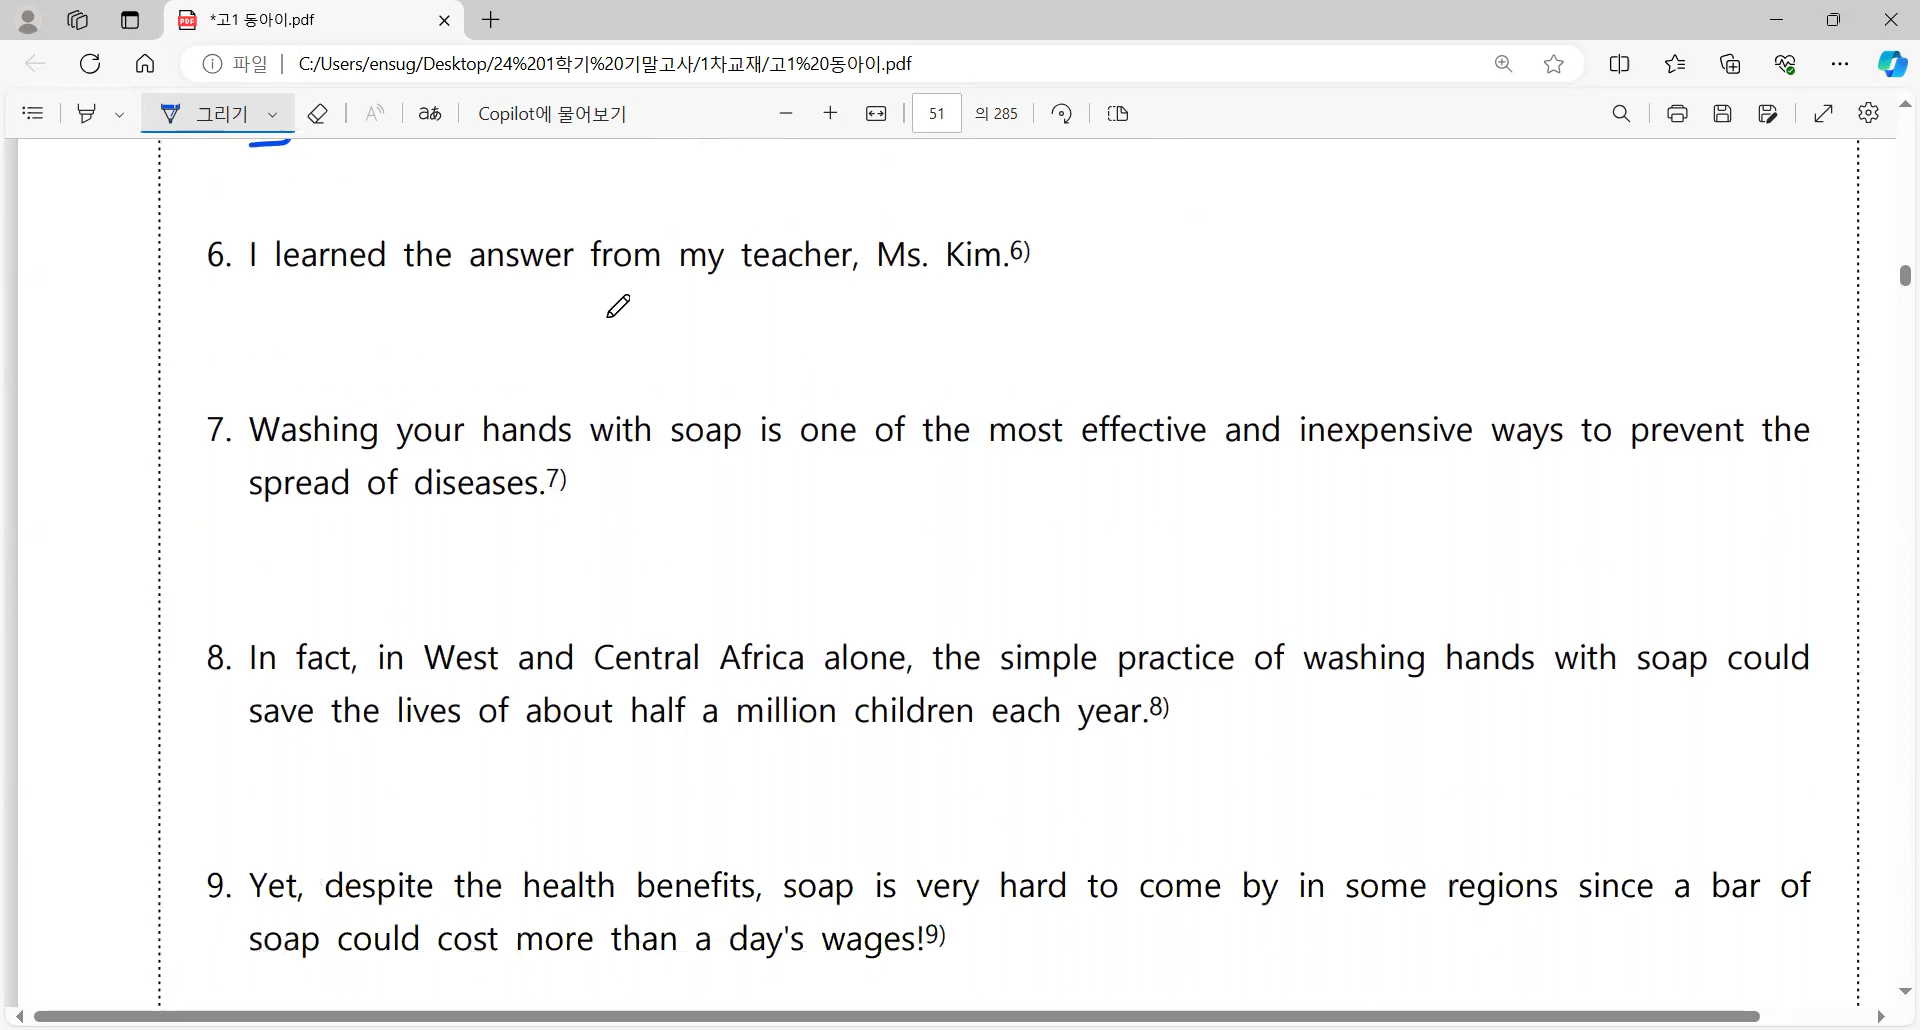 *고1 동아이.pdf
파일 | C:/Users/ensug/Desktop/24%201학기%20기말고사/1차교재/고1%20동아이.pdf
그리기 aあ Copilot에 물어보기 51 의 285
6. I learned the answer from my teacher, Ms. Kim.6)
7. Washing your hands with soap is one of the most effective and inexpensive ways to prevent the
spread of diseases.7)
8. In fact, in West and Central Africa alone, the simple practice of washing hands with soap could
save the lives of about half a million children each year.8)
9. Yet, despite the health benefits, soap is very hard to come by in some regions since a bar of
soap could cost more than a day's wages!9)